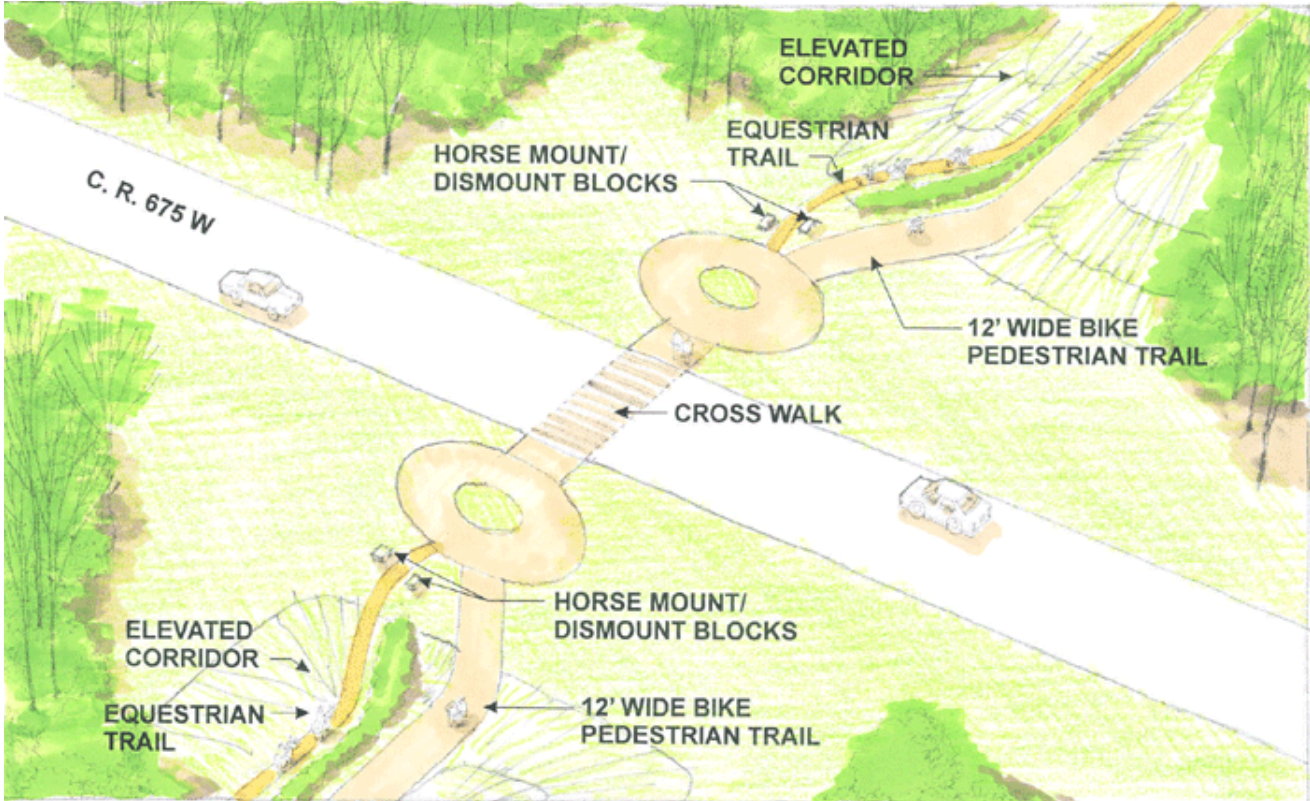 ELEVATED
CORRIDOR
EQUESTRIAN
TRAIL
HORSE MOUNT/
DISMOUNT BLOCKS
C. R. 675 W
12' WIDE BIKE
PEDESTRIAN TRAIL
CROSS WALK
HORSE MOUNT/
DISMOUNT BLOCKS
ELEVATED
CORRIDOR
EQUESTRIAN
TRAIL
12' WIDE BIKE
PEDESTRIAN TRAIL